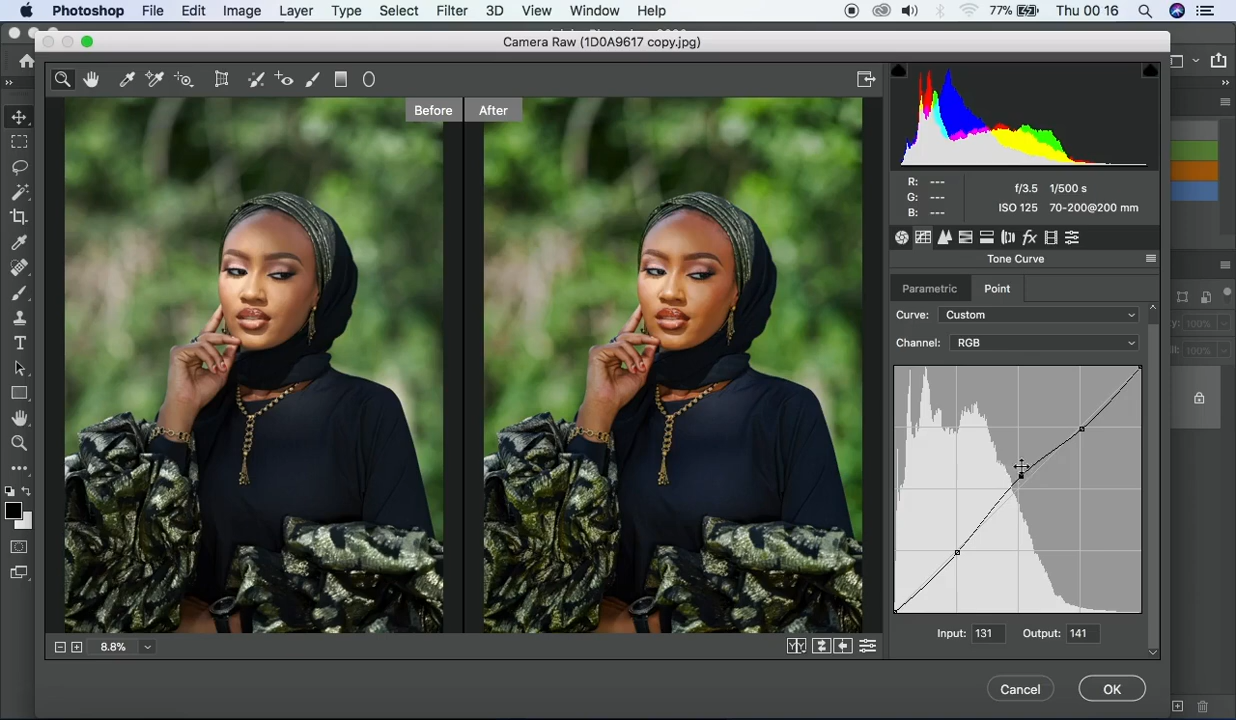 Photoshop File Edit Image Layer Type Select Filter 3D View Window Help 77% Thu 00 16
Camera Raw (1D0A9617 copy.jpg)
Before After
R: ---
G: ---
B: ---
f/3.5 1/500 s
ISO 125 70-200@200 mm
Tone Curve
Parametric Point
Curve: Custom
Channel: RGB
Input: 131 Output: 141
8.8%
Cancel OK